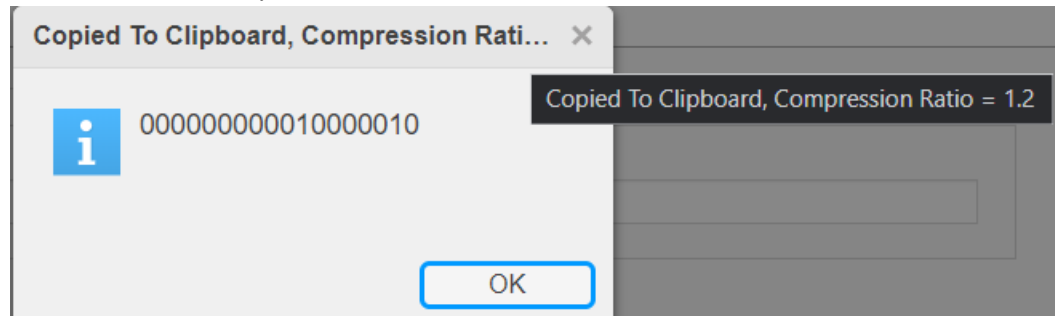 Copied To Clipboard, Compression Rati...
Copied To Clipboard, Compression Ratio = 1.2
000000000010000010
OK